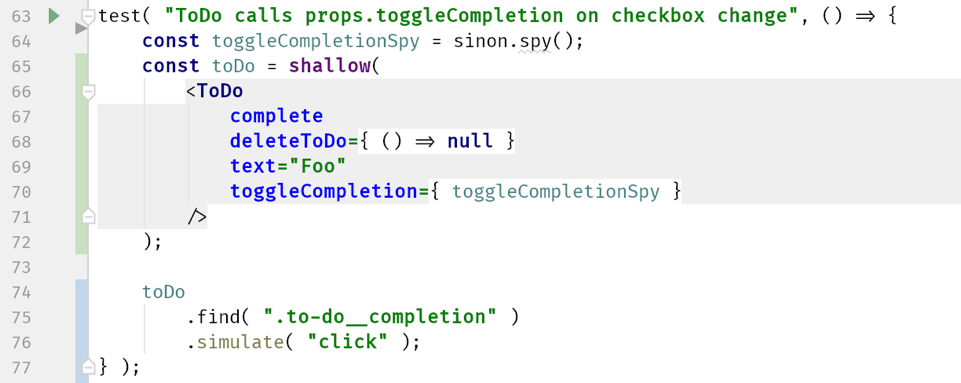 63 test( "ToDo calls props.toggleCompletion on checkbox change", () => {
64 const toggleCompletionSpy = sinon.spy();
65 const toDo = shallow(
66 <ToDo
67 complete
68 deleteToDo={ () => null }
69 text="Foo"
70 toggleCompletion={ toggleCompletionSpy }
71 />
72 );
73
74 toDo
75 .find( ".to-do__completion" )
76 .simulate( "click" );
77 } );